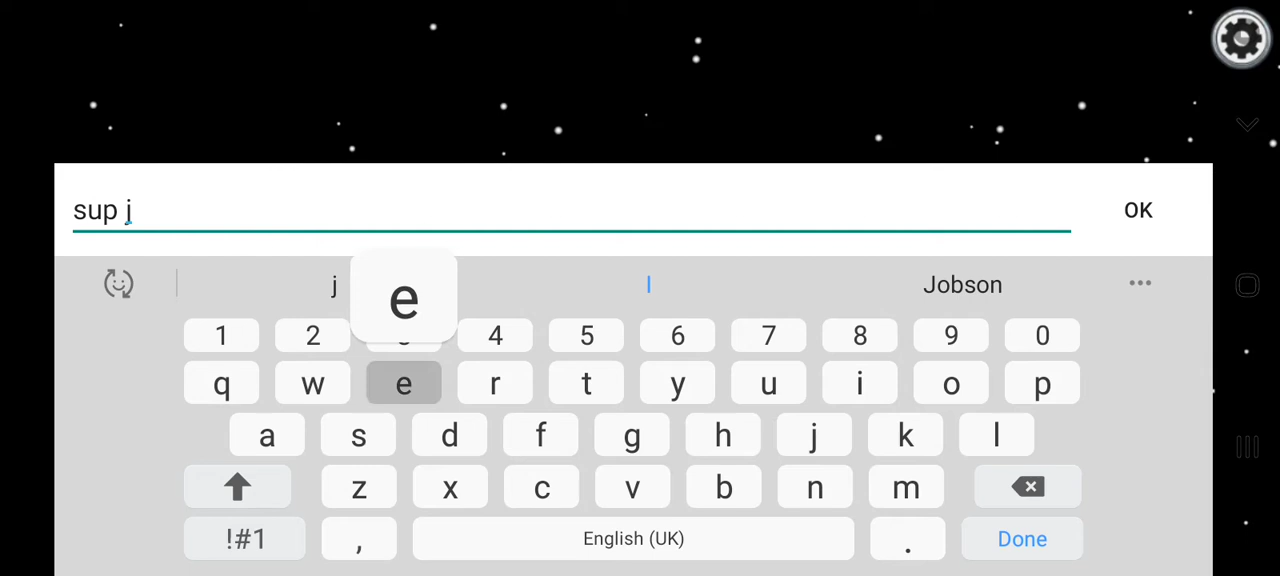 sup j
OK
j
e
I
Jobson
1 2 4 5 6 7 8 9 0
q w e r t y u i o p
a s d f g h j k l
z x c v b n m
!#1 , English (UK) . Done